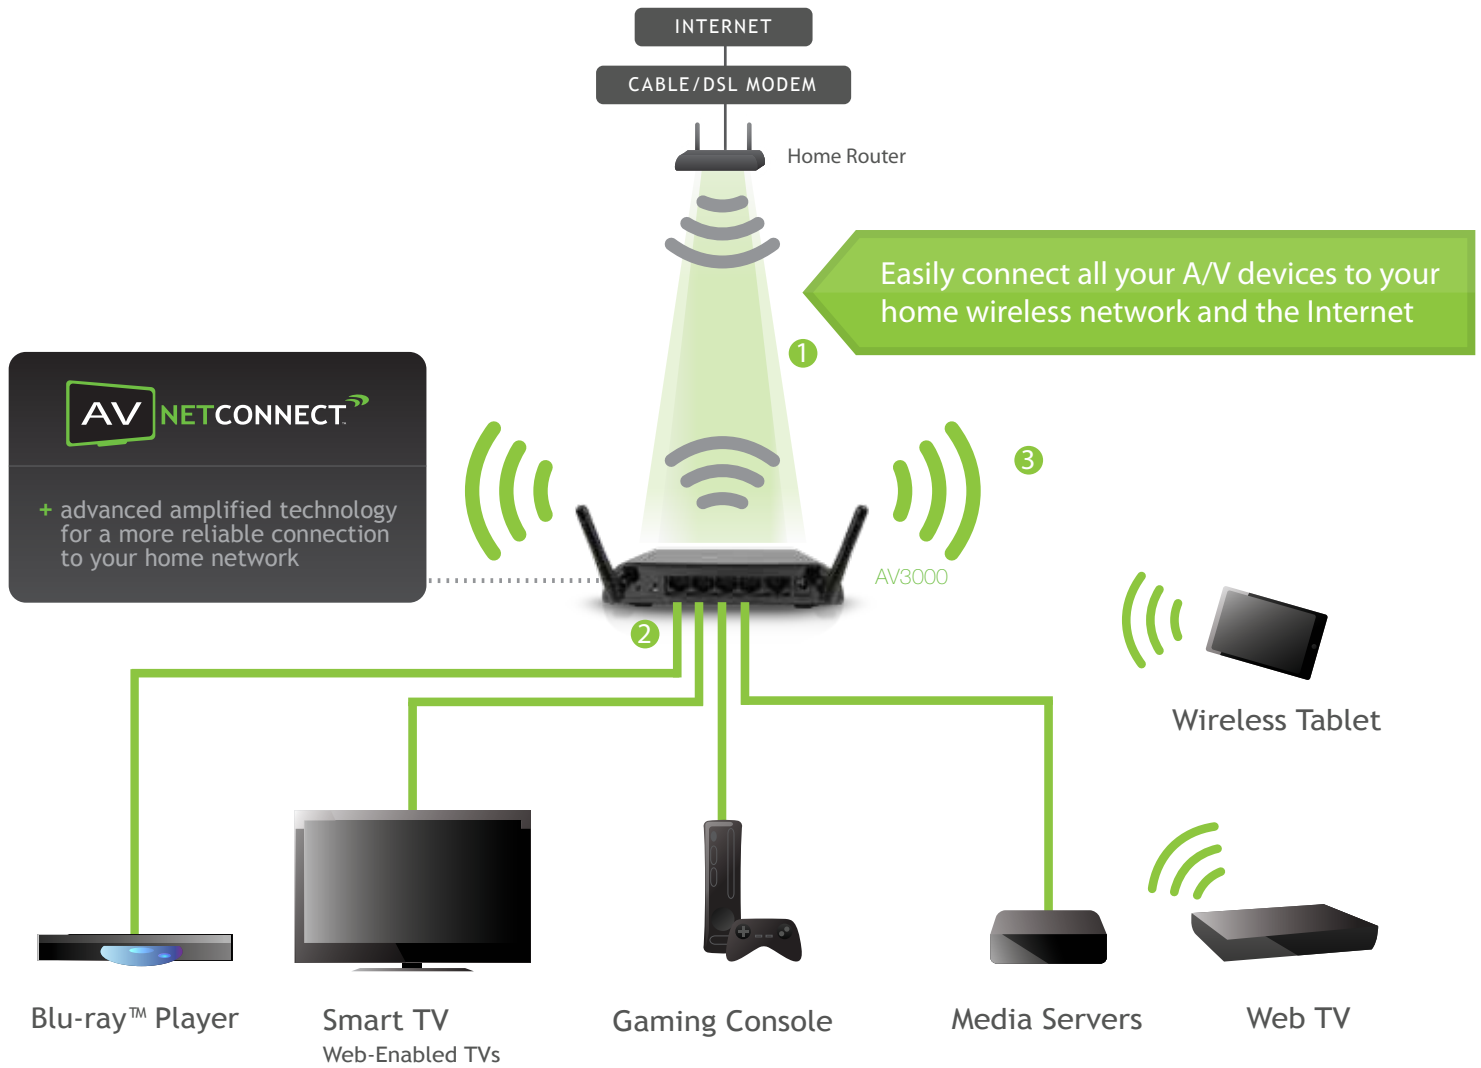 INTERNET
CABLE/DSL MODEM
Home Router
Easily connect all your A/V devices to your
home wireless network and the Internet
1
AV NETCONNECT™
3
+ advanced amplified technology
for a more reliable connection
to your home network
AV3000
2
Wireless Tablet
Blu-ray™ Player
Smart TV
Web-Enabled TVs
Gaming Console
Media Servers
Web TV